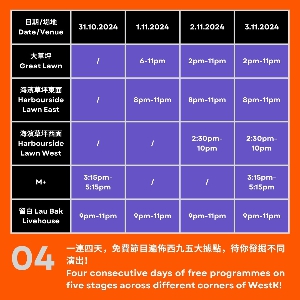 日期/場地
Date/Venue
31.10.2024
1.11.2024
2.11.2024
3.11.2024
大草坪
Great Lawn
/
6-11pm
2pm-11pm
2pm-11pm
海濱草坪東面
Harbourside
Lawn East
/
8pm-11pm
8pm-11pm
8pm-11pm
海濱草坪西面
Harbourside
Lawn West
/
/
2:30pm-
10pm
2:30pm-
10pm
M+
3:15pm-
5:15pm
/
/
3:15pm-
5:15pm
留白 Lau Bak
Livehouse
9pm-11pm
9pm-11pm
9pm-11pm
9pm-11pm
04
一連四天，免費節目遍佈西九五大據點，待你發掘不同
演出！
Four consecutive days of free programmes on
five stages across different corners of WestK!